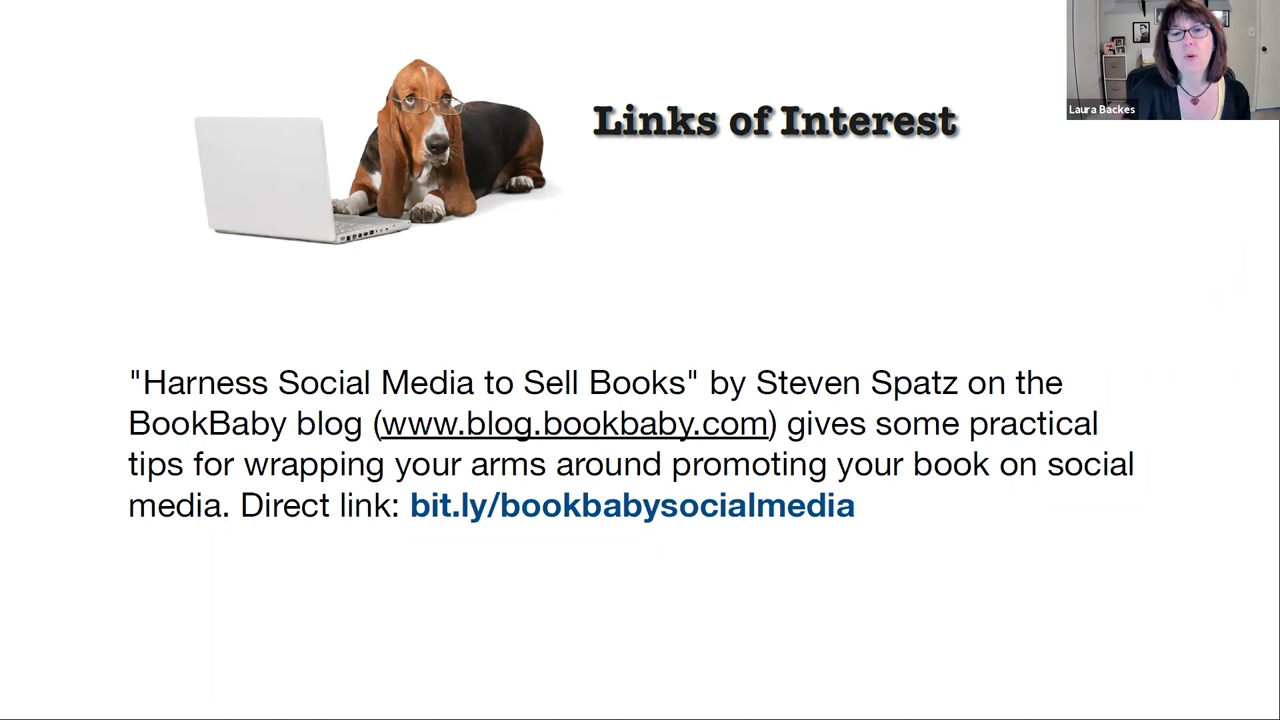 Links of Interest
Laura Backes
"Harness Social Media to Sell Books" by Steven Spatz on the
BookBaby blog (www.blog.bookbaby.com) gives some practical
tips for wrapping your arms around promoting your book on social
media. Direct link: bit.ly/bookbabysocialmedia